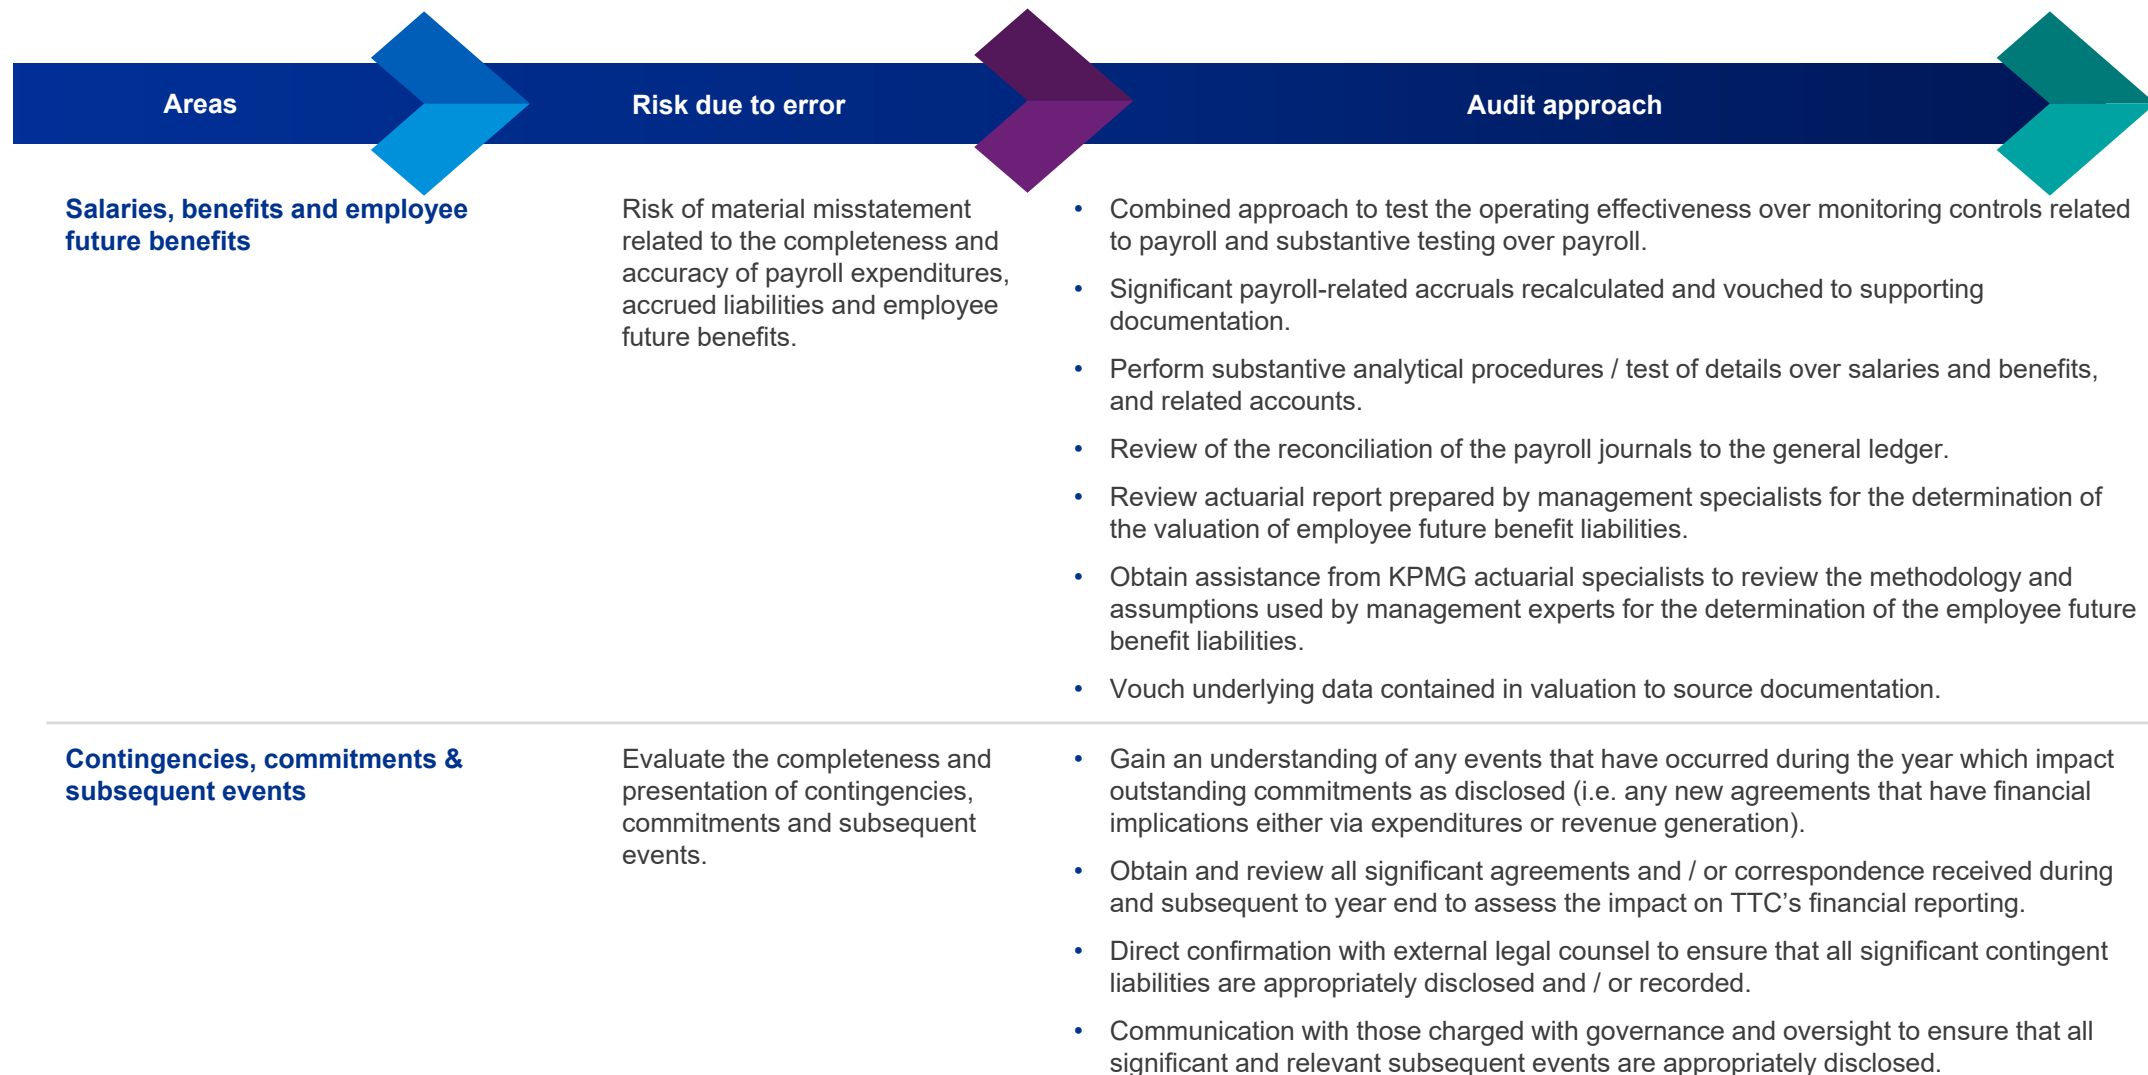 Areas
Risk due to error
Audit approach
Salaries, benefits and employee
future benefits
Risk of material misstatement
related to the completeness and
accuracy of payroll expenditures,
accrued liabilities and employee
future benefits.
• Combined approach to test the operating effectiveness over monitoring controls related
to payroll and substantive testing over payroll.
• Significant payroll-related accruals recalculated and vouched to supporting
documentation.
• Perform substantive analytical procedures / test of details over salaries and benefits,
and related accounts.
• Review of the reconciliation of the payroll journals to the general ledger.
• Review actuarial report prepared by management specialists for the determination of
the valuation of employee future benefit liabilities.
• Obtain assistance from KPMG actuarial specialists to review the methodology and
assumptions used by management experts for the determination of the employee future
benefit liabilities.
• Vouch underlying data contained in valuation to source documentation.
Contingencies, commitments &
subsequent events
Evaluate the completeness and
presentation of contingencies,
commitments and subsequent
events.
• Gain an understanding of any events that have occurred during the year which impact
outstanding commitments as disclosed (i.e. any new agreements that have financial
implications either via expenditures or revenue generation).
• Obtain and review all significant agreements and / or correspondence received during
and subsequent to year end to assess the impact on TTC’s financial reporting.
• Direct confirmation with external legal counsel to ensure that all significant contingent
liabilities are appropriately disclosed and / or recorded.
• Communication with those charged with governance and oversight to ensure that all
significant and relevant subsequent events are appropriately disclosed.